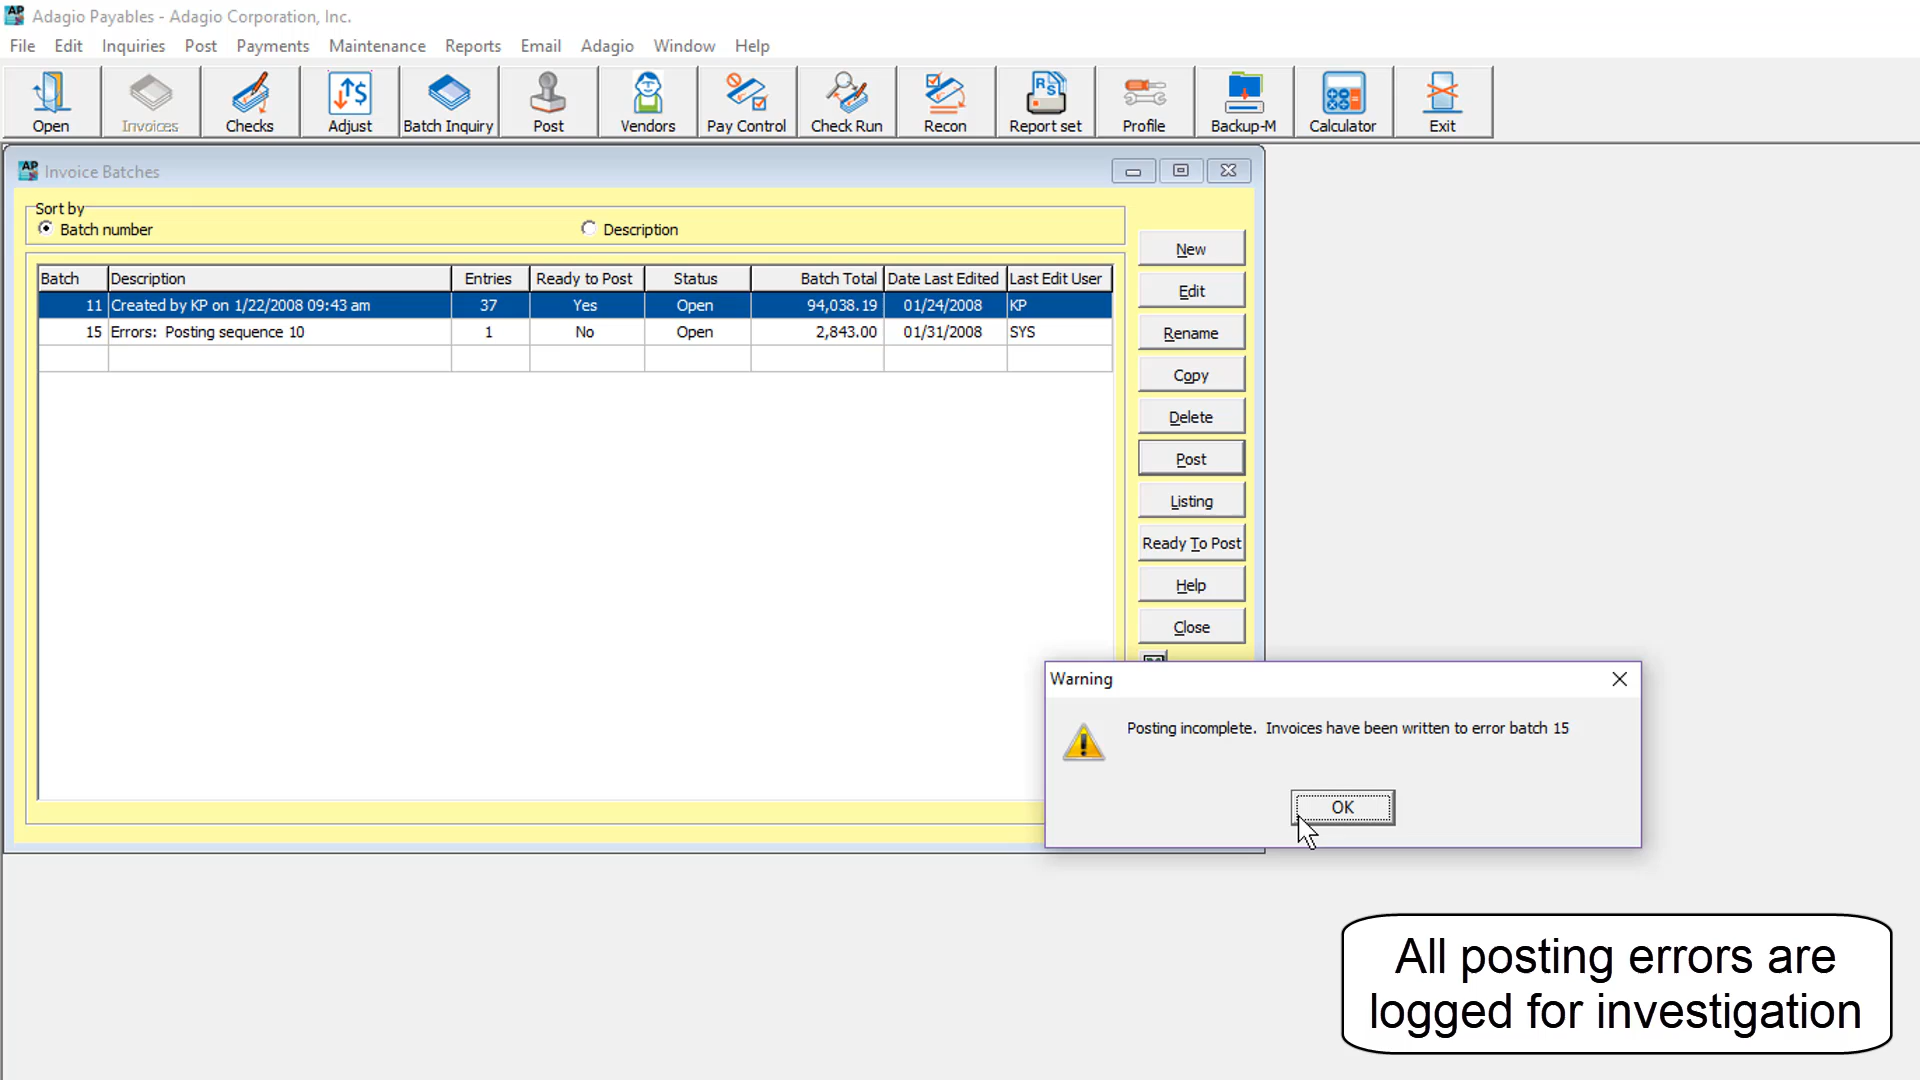 Adagio Payables - Adagio Corporation, Inc.
File Edit Inquiries Post Payments Maintenance Reports Email Adagio Window Help
Open Invoices Checks Adjust Batch Inquiry Post Vendors Pay Control Check Run Recon Report set Profile Backup-M Calculator Exit
Invoice Batches
Sort by
Batch number Description
Batch Description Entries Ready to Post Status Batch Total Date Last Edited Last Edit User
11 Created by KP on 1/22/2008 09:43 am 37 Yes Open 94,038.19 01/24/2008 KP
15 Errors: Posting sequence 10 1 No Open 2,843.00 01/31/2008 SYS
New
Edit
Rename
Copy
Delete
Post
Listing
Ready To Post
Help
Close
Warning
Posting incomplete. Invoices have been written to error batch 15
OK
All posting errors are
logged for investigation